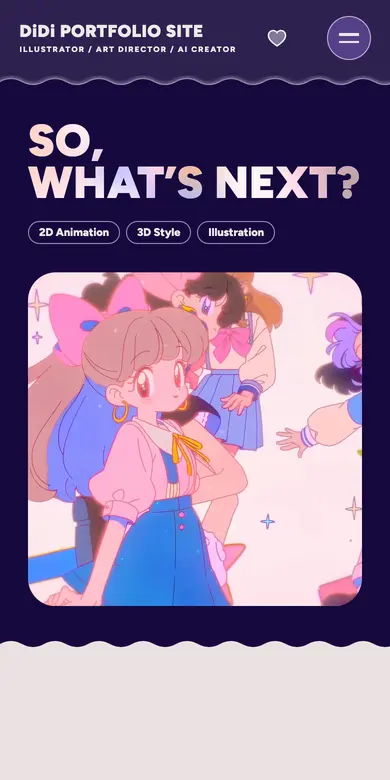 DiDi PORTFOLIO SITE
ILLUSTRATOR / ART DIRECTOR / AI CREATOR
SO,
WHAT'S NEXT?
2D Animation 3D Style Illustration